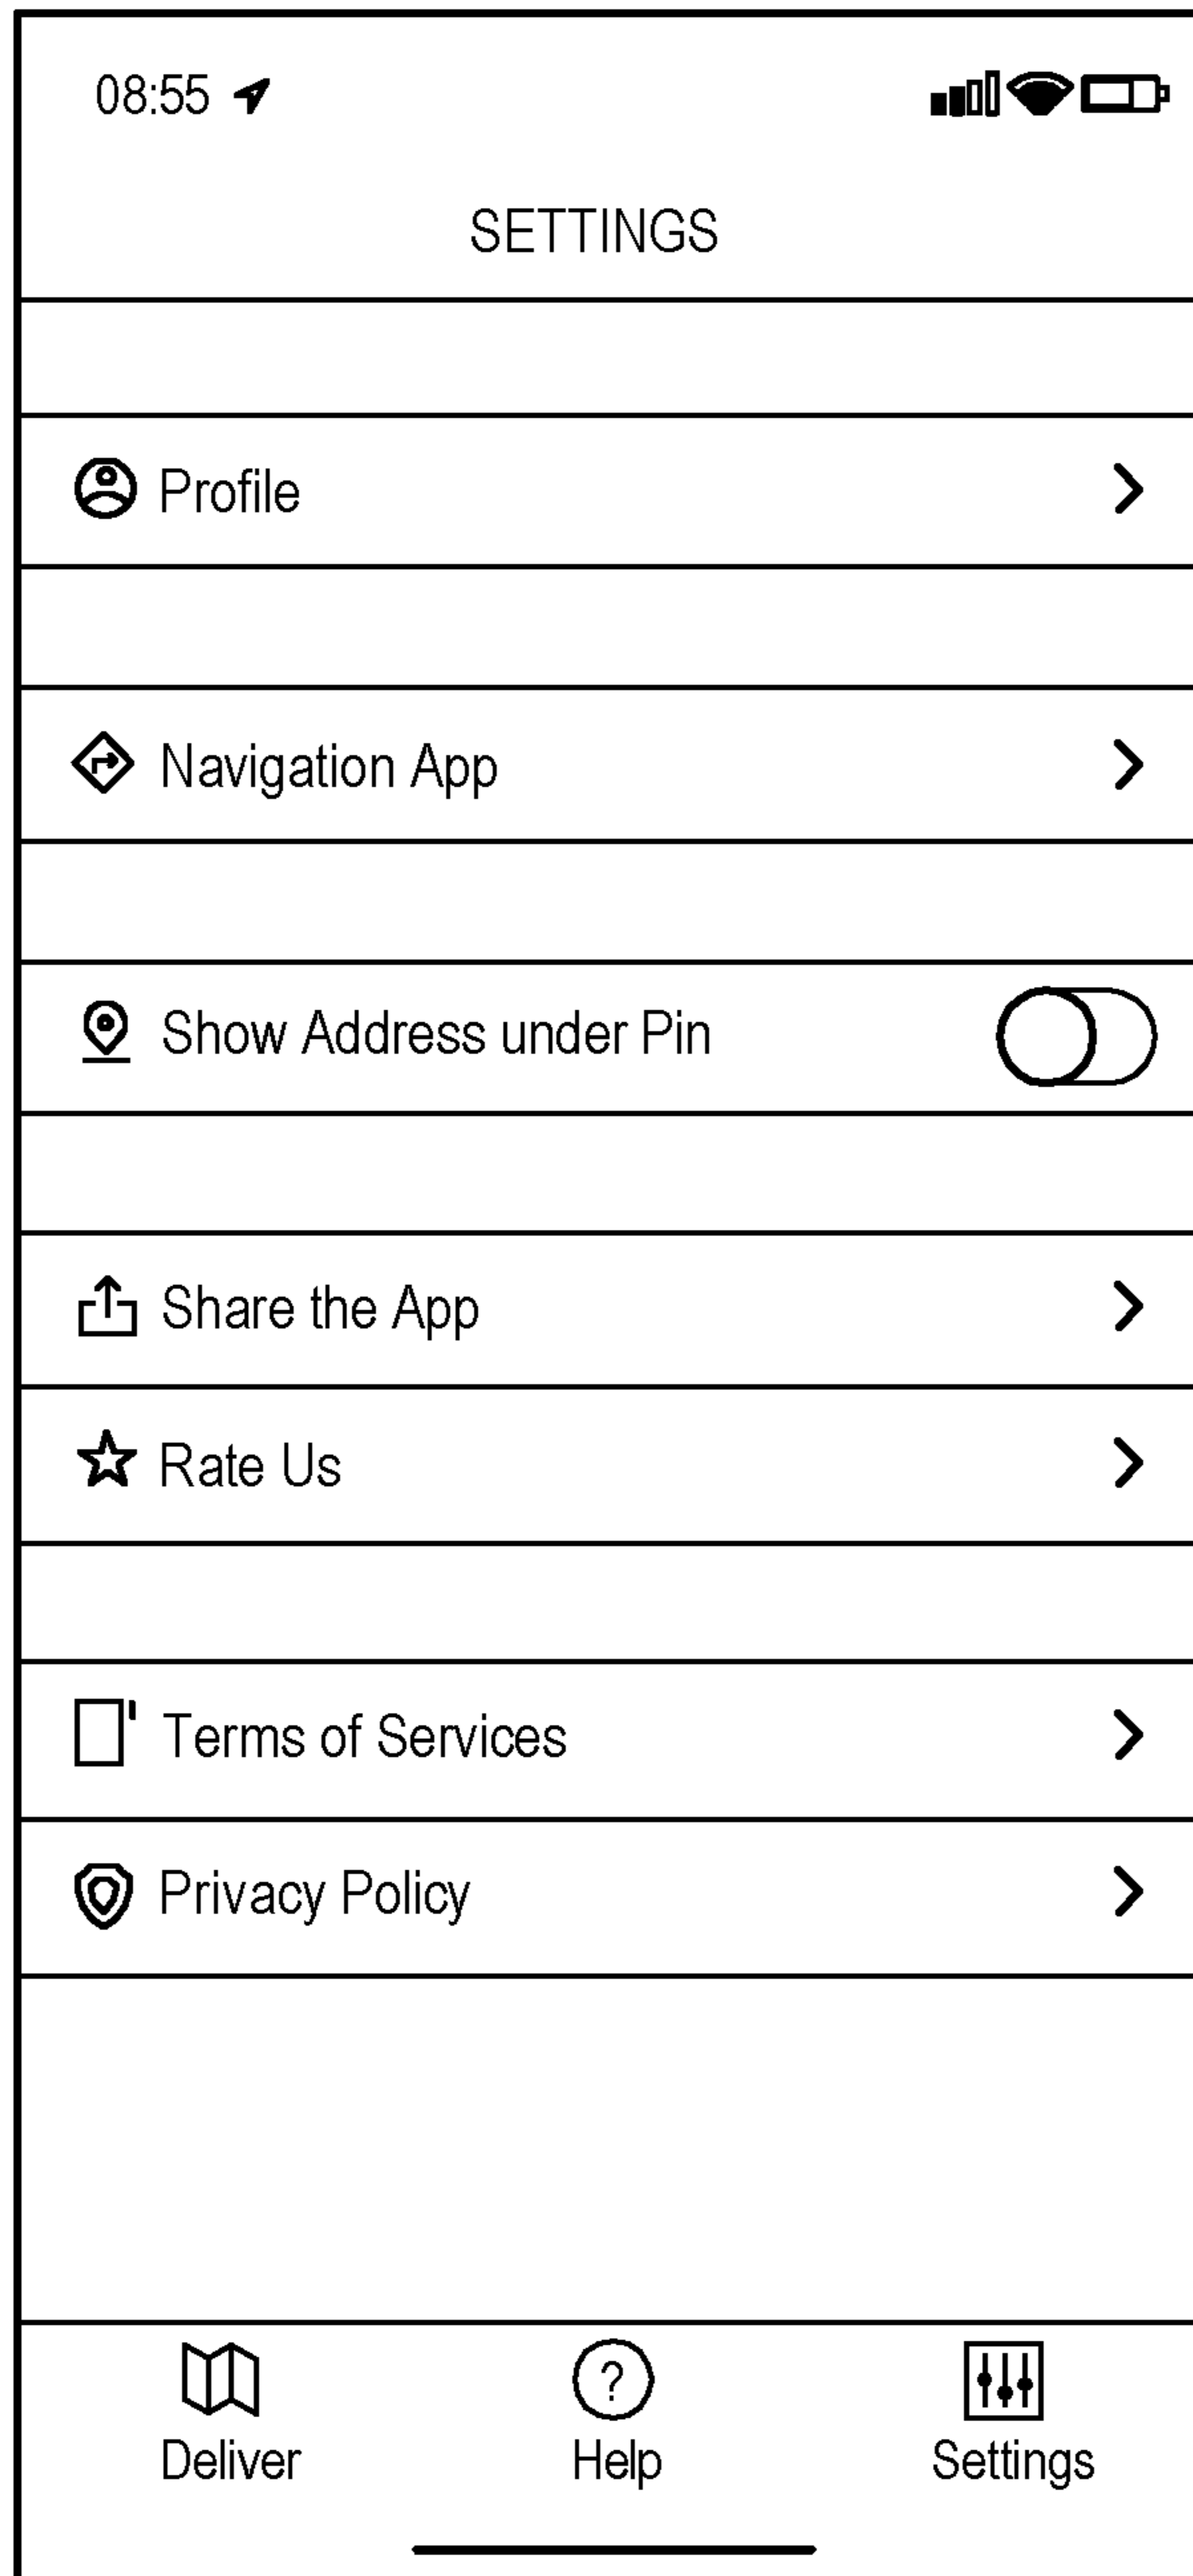 08:55
SETTINGS
Profile
Navigation App
Show Address under Pin
Share the App
Rate Us
Terms of Services
Privacy Policy
?
Deliver
Help
Settings